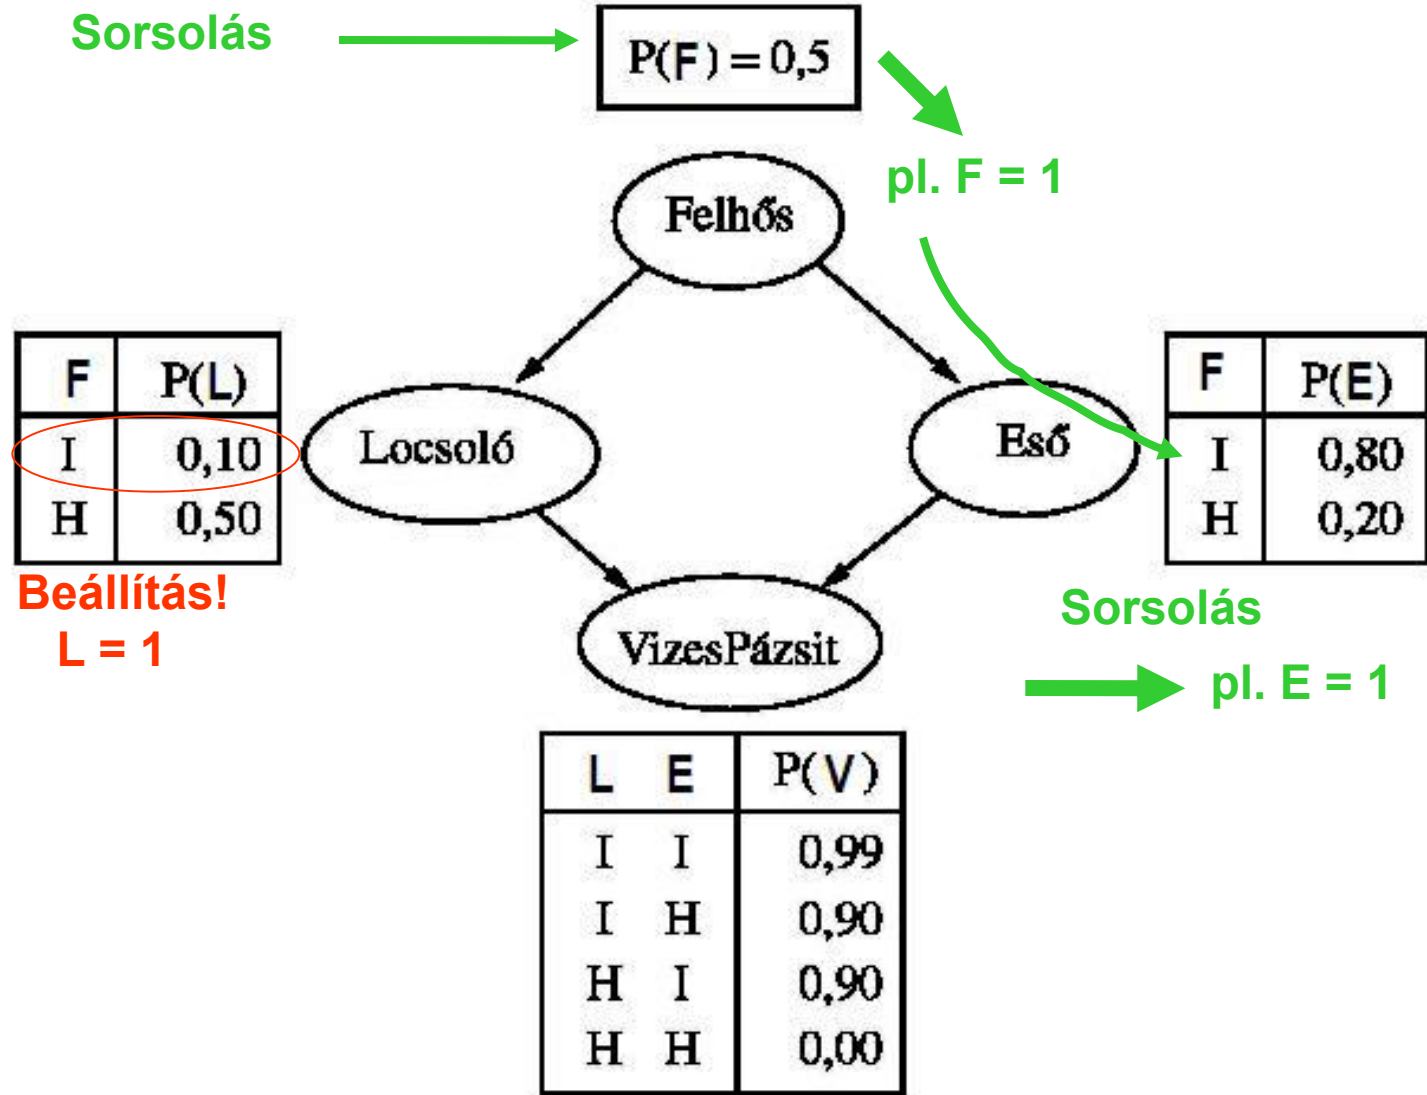 Sorsolás
P(F) = 0,5
pl. F = 1
Felhős
F P(L)
I 0,10
H 0,50
Locsoló
Eső
F P(E)
I 0,80
H 0,20
Beállítás!
L = 1
VizesPázsit
Sorsolás
pl. E = 1
L E P(V)
I I 0,99
I H 0,90
H I 0,90
H H 0,00